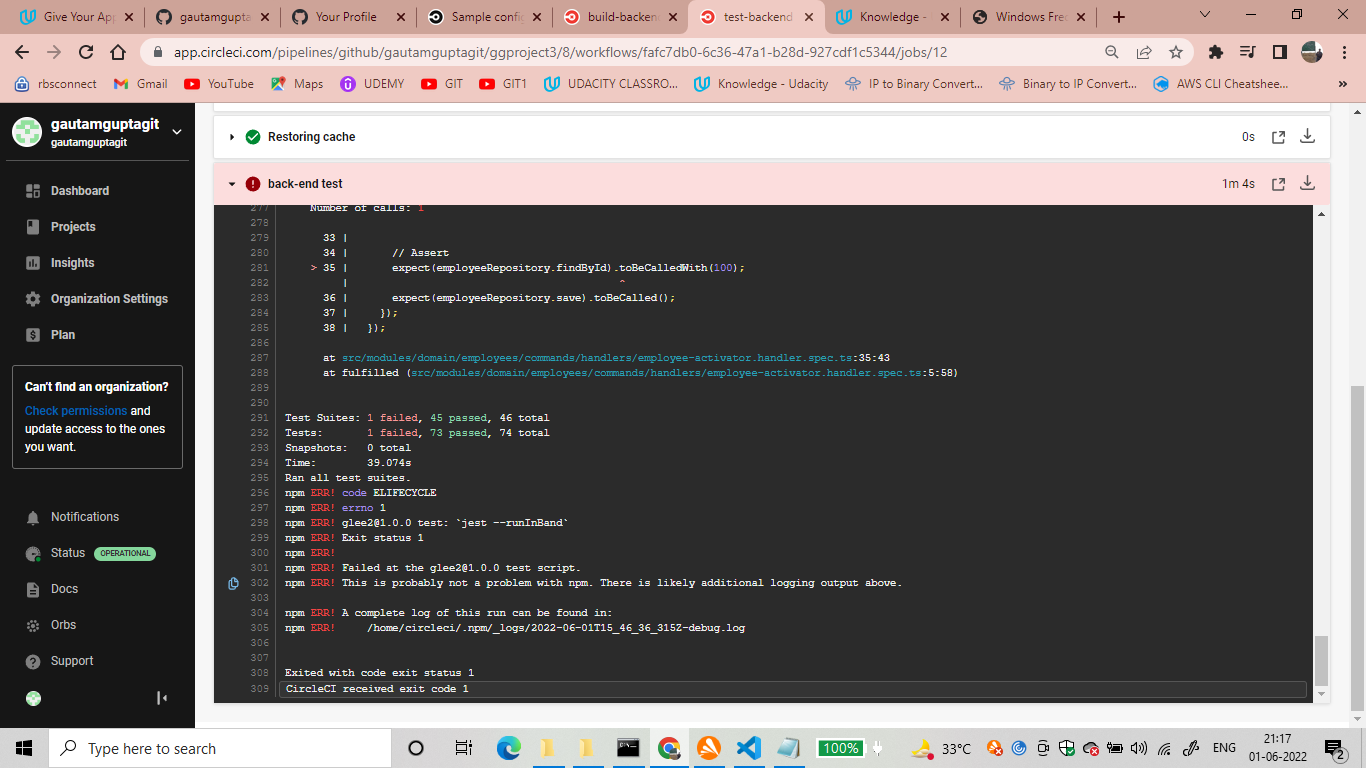 Give Your App
gautamgupta
Your Profile
Sample confi
build-backen
test-backend
Knowledge -
Windows Fre
app.circleci.com/pipelines/github/gautamguptagit/ggproject3/8/workflows/fafc7db0-6c36-47a1-b28d-927cdf1c5344/jobs/12
rbsconnect
Gmail
YouTube
Maps
UDEMY
GIT
GIT1
UDACITY CLASSRO...
Knowledge - Udacity
IP to Binary Convert...
Binary to IP Convert...
AWS CLI Cheatshee...
»
gautamguptagit
gautamguptagit
Dashboard
Projects
Insights
Organization Settings
Plan
Can't find an organization?
Check permissions and
update access to the ones
you want.
Notifications
Status OPERATIONAL
Docs
Orbs
Support
Restoring cache 0s
back-end test 1m 4s
277 Number of calls: 1
278
279 33 |
280 34 | // Assert
281 > 35 | expect(employeeRepository.findById).toBeCalledWith(100);
282 | ^
283 36 | expect(employeeRepository.save).toBeCalled();
284 37 | });
285 38 | });
286
287 at src/modules/domain/employees/commands/handlers/employee-activator.handler.spec.ts:35:43
288 at fulfilled (src/modules/domain/employees/commands/handlers/employee-activator.handler.spec.ts:5:58)
289
290
291 Test Suites: 1 failed, 45 passed, 46 total
292 Tests: 1 failed, 73 passed, 74 total
293 Snapshots: 0 total
294 Time: 39.074s
295 Ran all test suites.
296 npm ERR! code ELIFECYCLE
297 npm ERR! errno 1
298 npm ERR! glee2@1.0.0 test: `jest --runInBand`
299 npm ERR! Exit status 1
300 npm ERR!
301 npm ERR! Failed at the glee2@1.0.0 test script.
302 npm ERR! This is probably not a problem with npm. There is likely additional logging output above.
303
304 npm ERR! A complete log of this run can be found in:
305 npm ERR! /home/circleci/.npm/_logs/2022-06-01T15_46_36_315Z-debug.log
306
307
308 Exited with code exit status 1
309 CircleCI received exit code 1
Type here to search
100%
33°C
ENG
21:17
01-06-2022
2